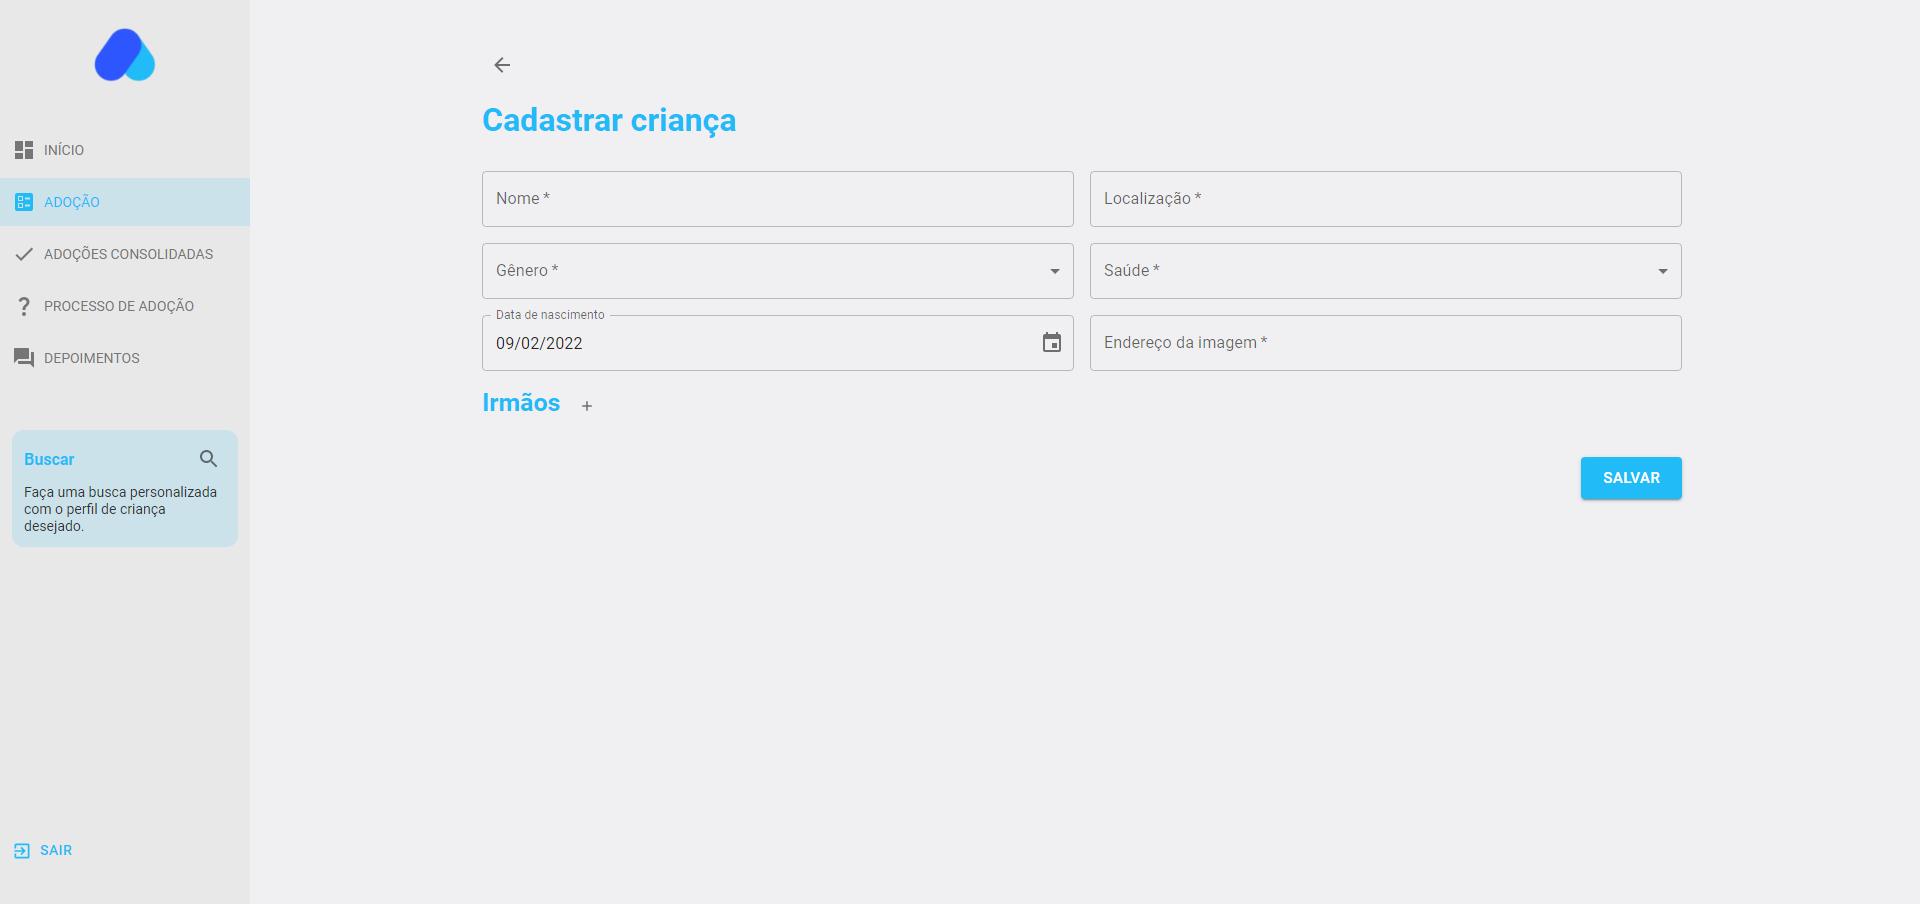 INÍCIO
ADOÇÃO
ADOÇÕES CONSOLIDADAS
PROCESSO DE ADOÇÃO
DEPOIMENTOS
Buscar
Faça uma busca personalizada
com o perfil de criança
desejado.
SAIR
Cadastrar criança
Nome *
Localização *
Gênero *
Saúde *
Data de nascimento
09/02/2022
Endereço da imagem *
Irmãos +
SALVAR